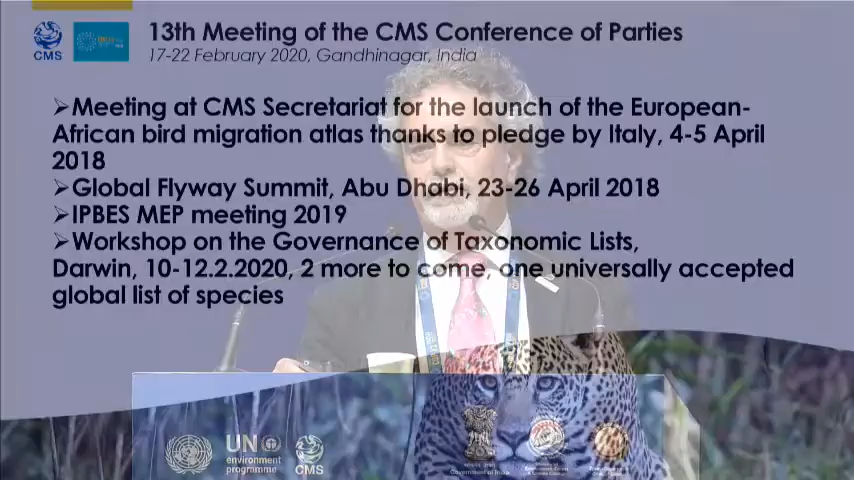 13th Meeting of the CMS Conference of Parties
17-22 February 2020, Gandhinagar, India
CMS
➢Meeting at CMS Secretariat for the launch of the European-
African bird migration atlas thanks to pledge by Italy, 4-5 April
2018
➢Global Flyway Summit, Abu Dhabi, 23-26 April 2018
➢IPBES MEP meeting 2019
➢Workshop on the Governance of Taxonomic Lists,
Darwin, 10-12.2.2020, 2 more to come, one universally accepted
global list of species
UN
environment
programme
CMS
Government of India